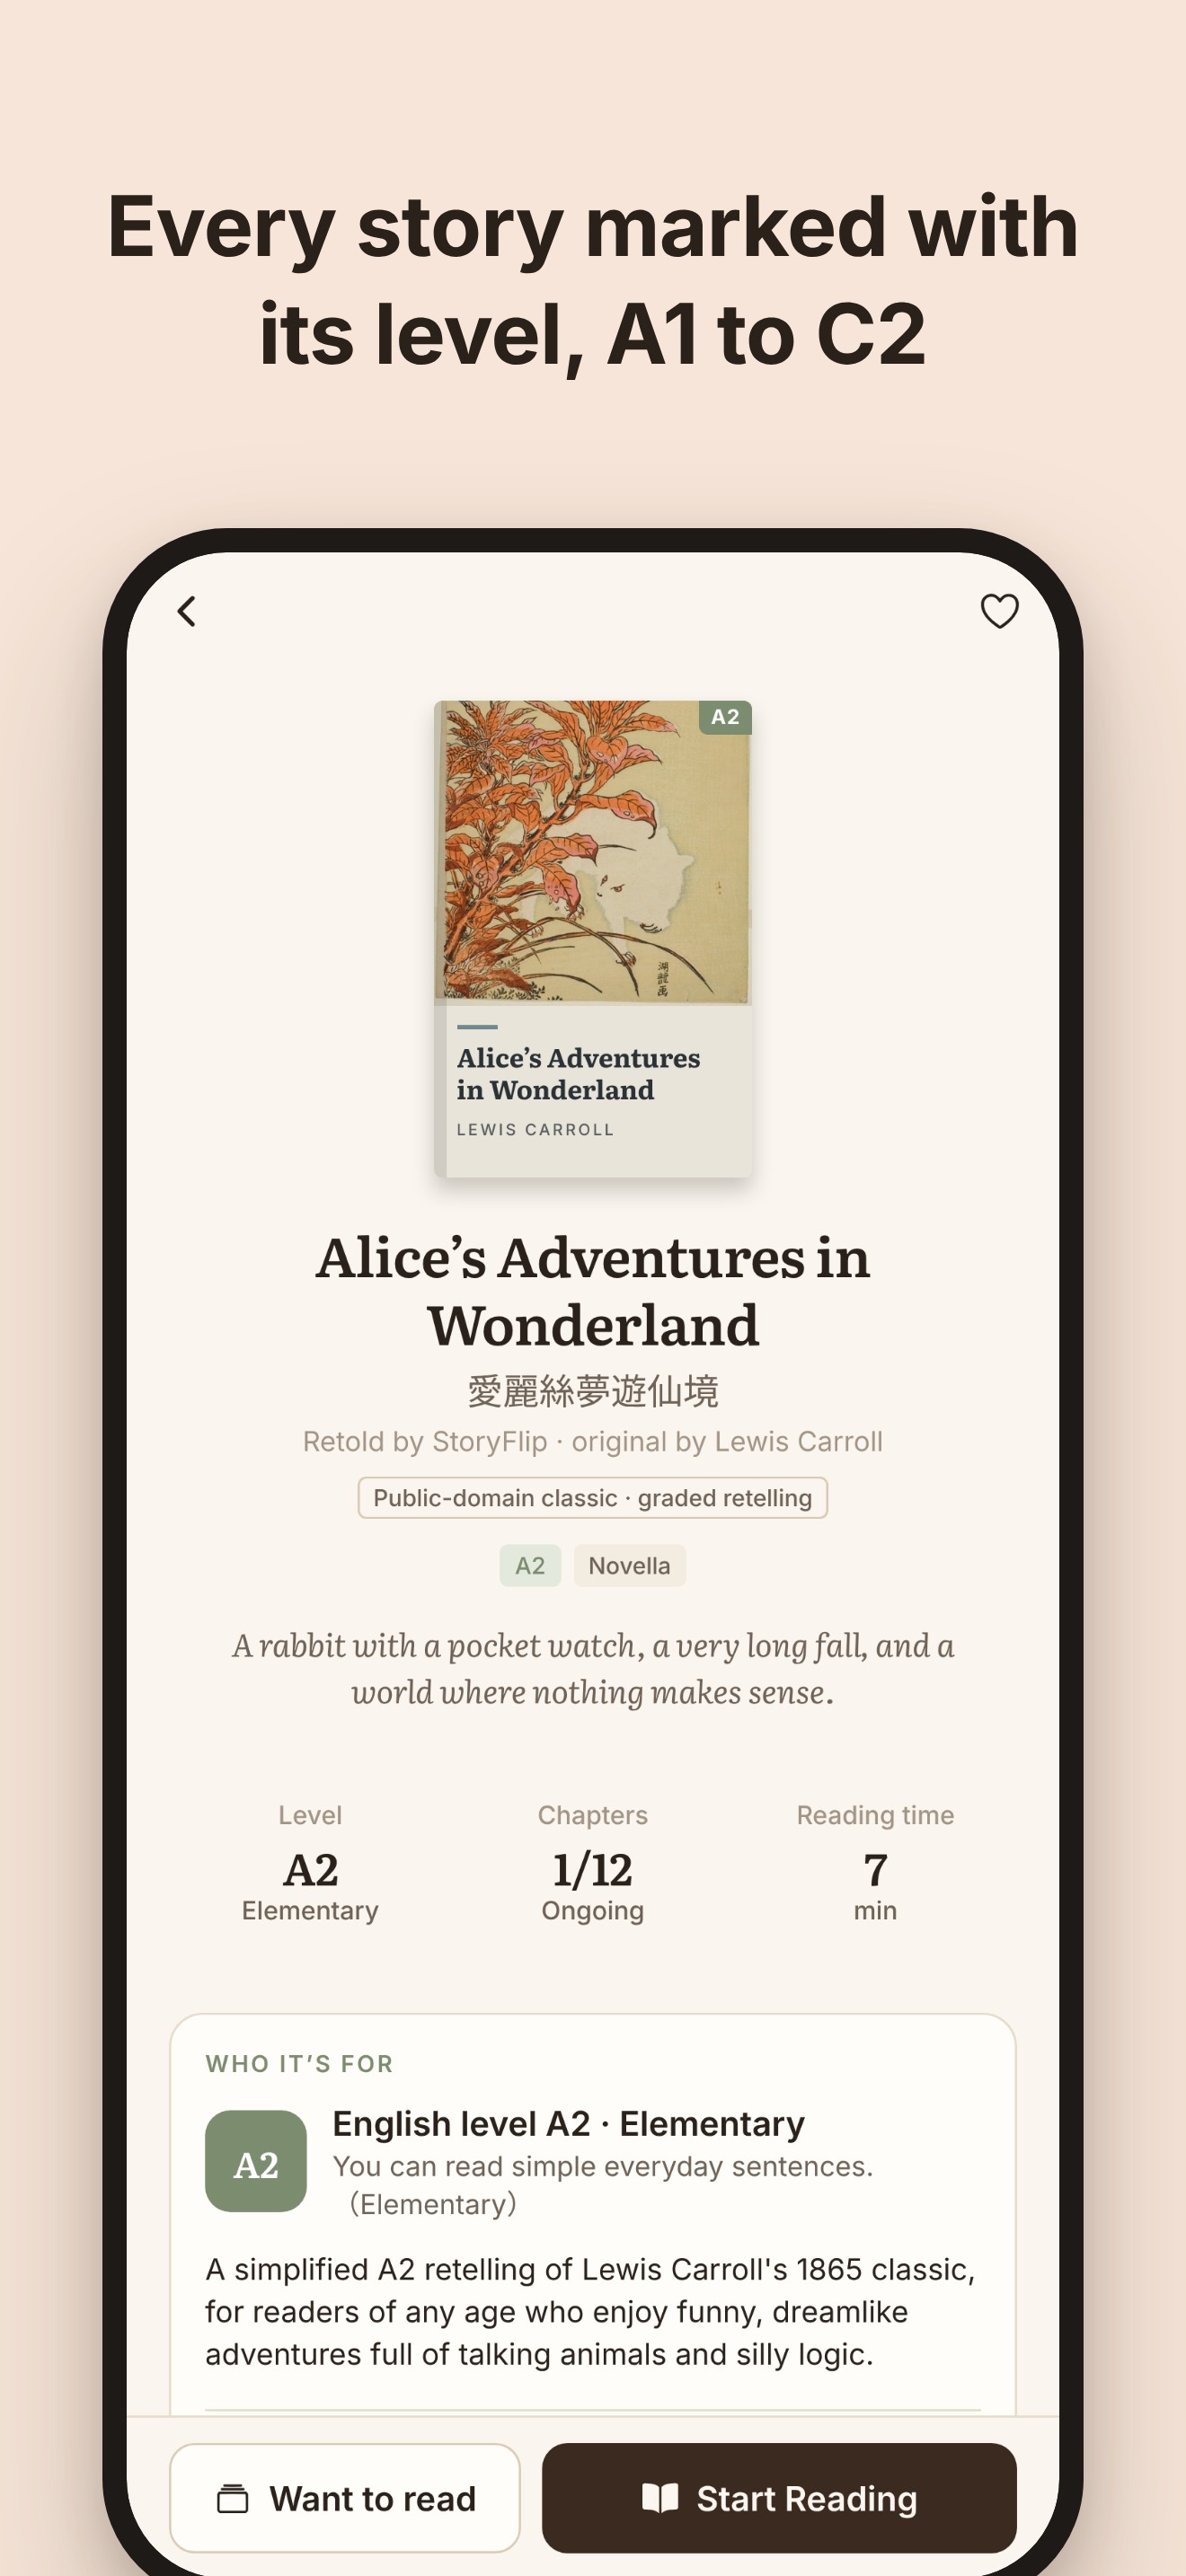 Every story marked with
its level, A1 to C2
A2
湖龍画
Alice’s Adventures
in Wonderland
LEWIS CARROLL
Alice’s Adventures in
Wonderland
愛麗絲夢遊仙境
Retold by StoryFlip · original by Lewis Carroll
Public-domain classic · graded retelling
A2 Novella
A rabbit with a pocket watch, a very long fall, and a
world where nothing makes sense.
Level Chapters Reading time
A2 1/12 7
Elementary Ongoing min
WHO IT’S FOR
A2
English level A2 · Elementary
You can read simple everyday sentences.
（Elementary）
A simplified A2 retelling of Lewis Carroll's 1865 classic,
for readers of any age who enjoy funny, dreamlike
adventures full of talking animals and silly logic.
Want to read
Start Reading